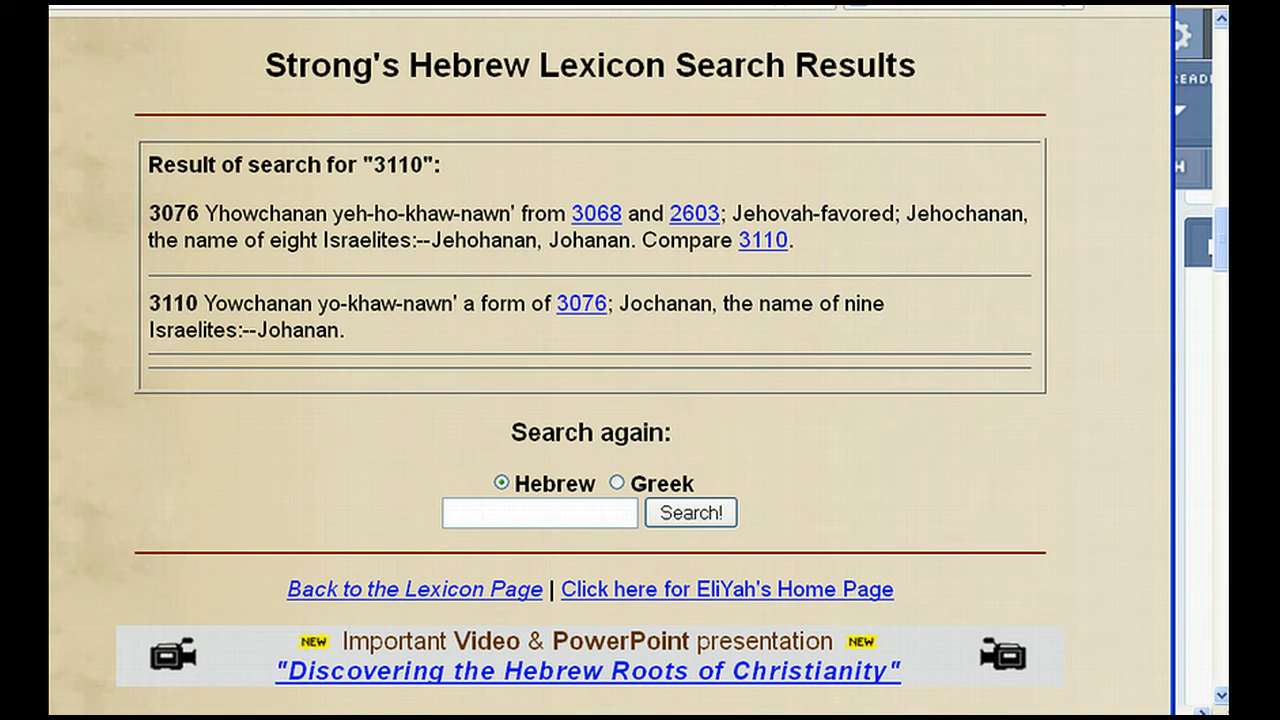 Strong's Hebrew Lexicon Search Results
Result of search for "3110":
3076 Yhowchanan yeh-ho-khaw-nawn' from 3068 and 2603; Jehovah-favored; Jehochanan,
the name of eight Israelites:--Jehohanan, Johanan. Compare 3110.
3110 Yowchanan yo-khaw-nawn' a form of 3076; Jochanan, the name of nine
Israelites:--Johanan.
Search again:
Hebrew Greek
Search!
Back to the Lexicon Page | Click here for EliYah's Home Page
NEW Important Video & PowerPoint presentation NEW
"Discovering the Hebrew Roots of Christianity"